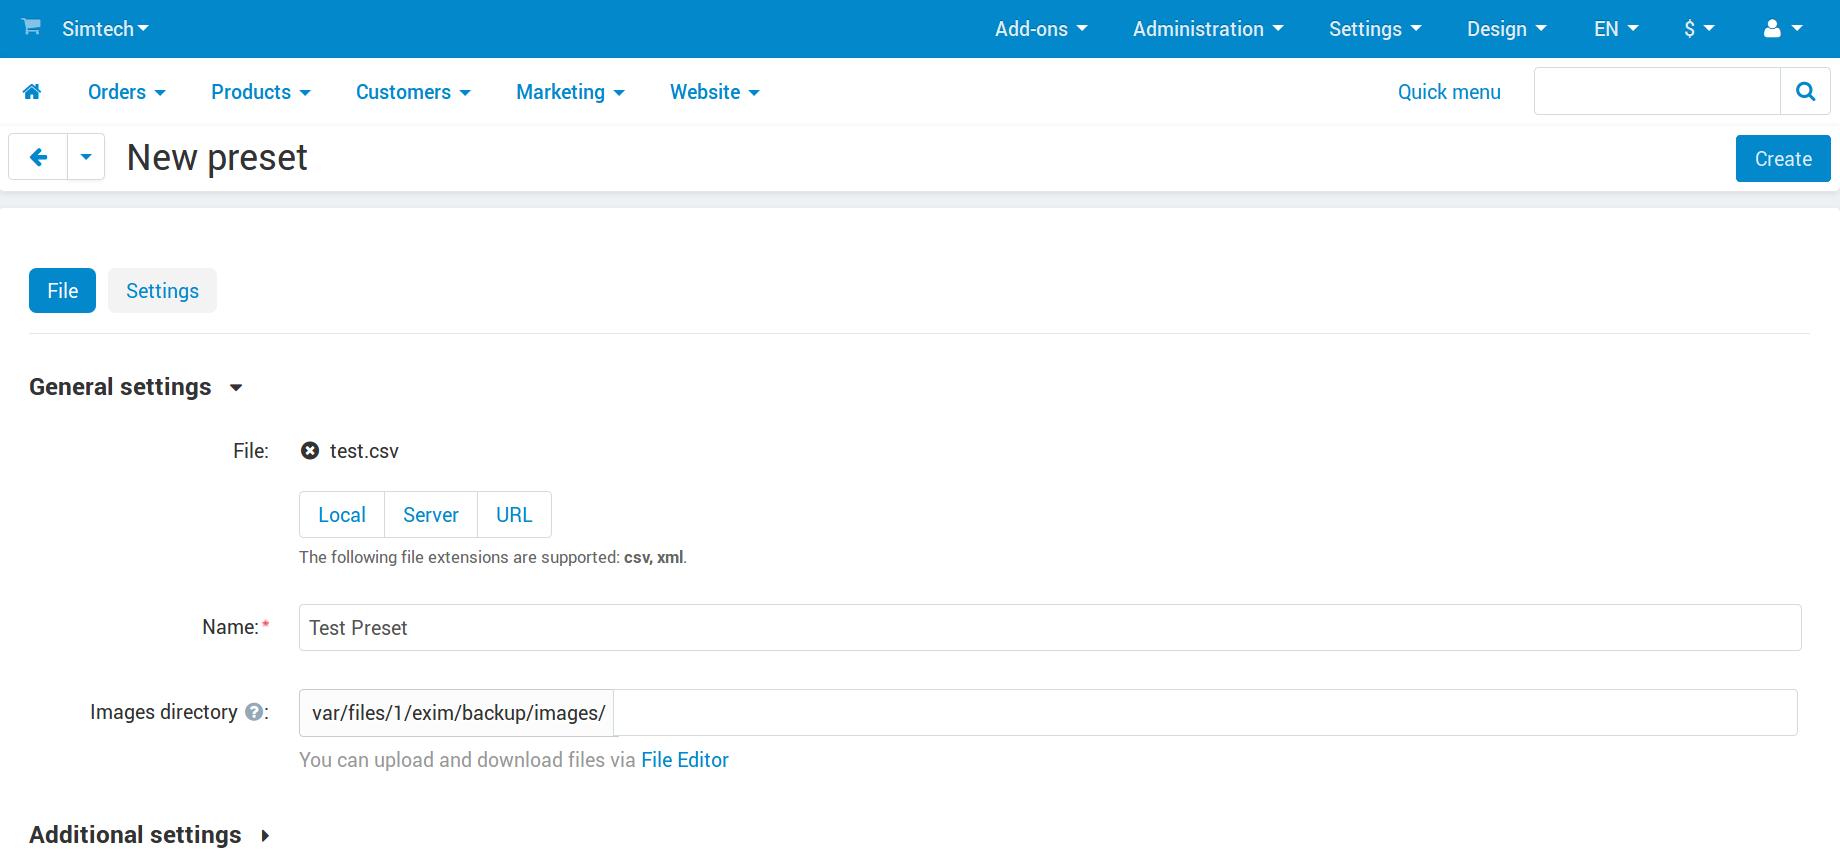 Simtech Add-ons Administration Settings Design EN $
Orders Products Customers Marketing Website Quick menu
New preset Create
File Settings
General settings
File: test.csv
Local Server URL
The following file extensions are supported: csv, xml.
Name:* Test Preset
Images directory ?: var/files/1/exim/backup/images/
You can upload and download files via File Editor
Additional settings